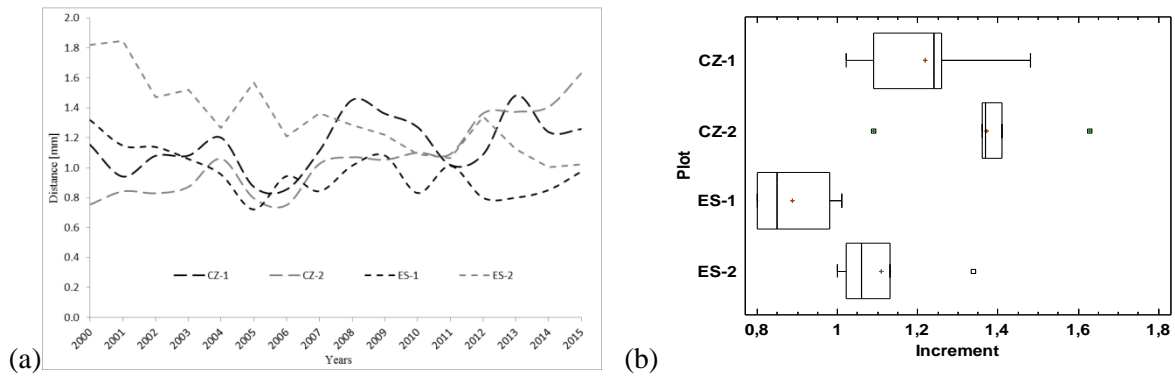 2.0
1.8
1.6
1.4
1.2
1.0
0.8
0.6
0.4
0.2
0.0
Distance [mm]
CZ-1 CZ-2 ES-1 ES-2
2000 2001 2002 2003 2004 2005 2006 2007 2008 2009 2010 2011 2012 2013 2014 2015
Years
(a)
Plot
CZ-1
CZ-2
ES-1
ES-2
0,8 1 1,2 1,4 1,6 1,8
Increment
(b)